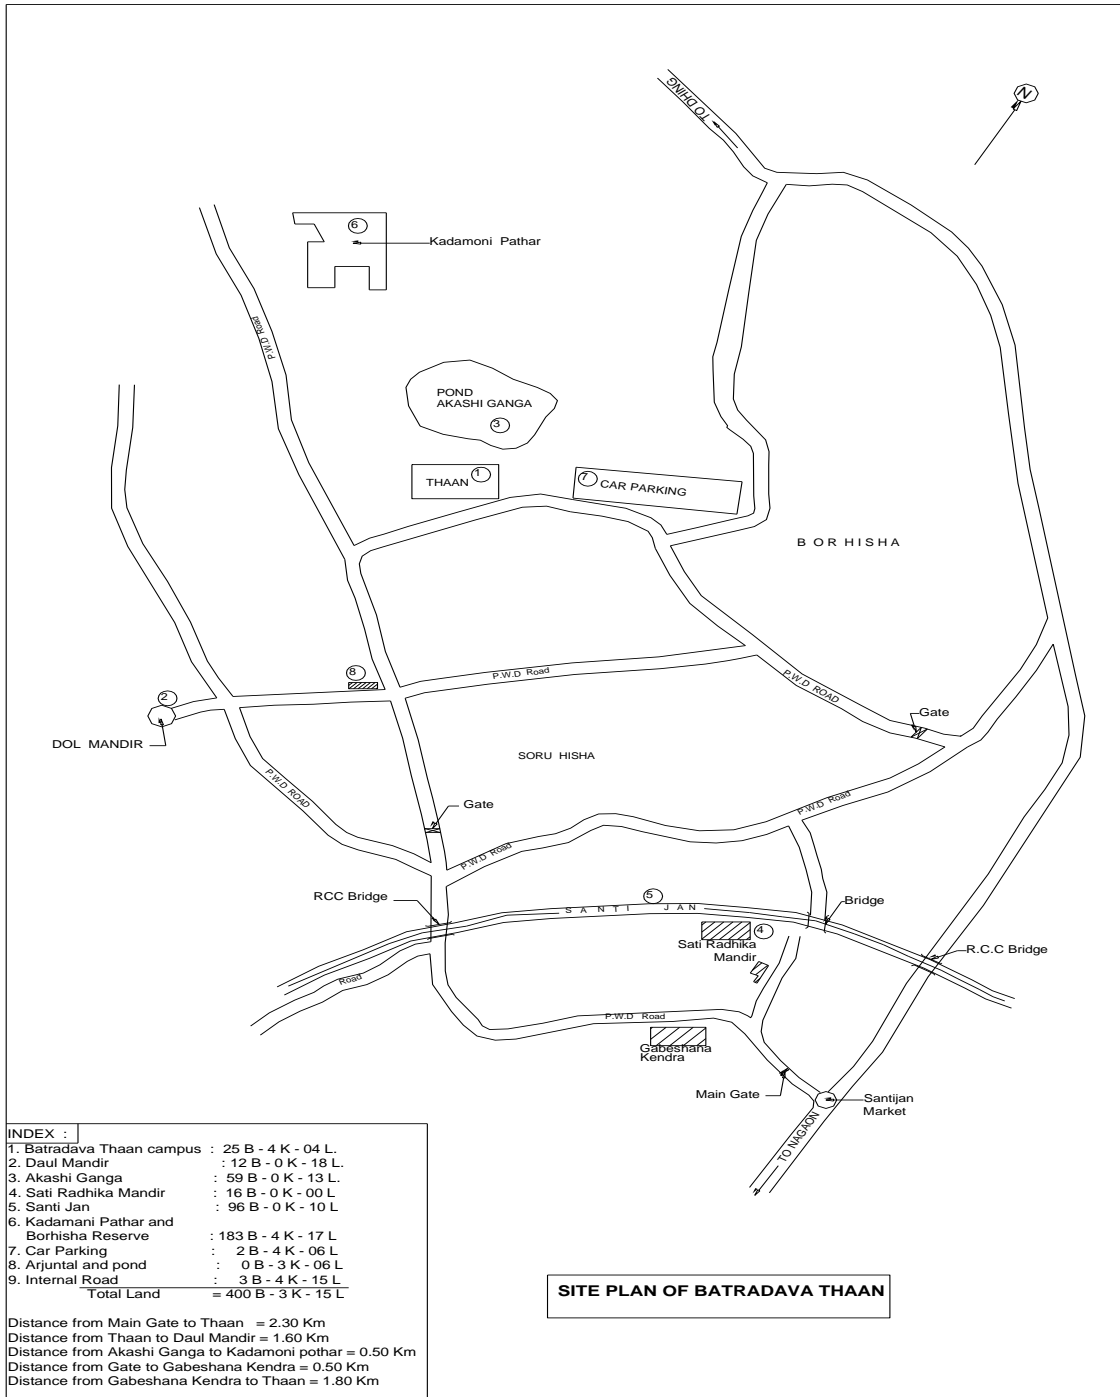 N
TO DHING
6
Kadamoni Pathar
P.W.D Road
POND
AKASHI GANGA
3
THAAN
1
7
CAR PARKING
B OR HISHA
8
P.W.D Road
2
P.W.D ROAD
Gate
DOL MANDIR
SORU HISHA
P.W.D ROAD
Gate
P.W.D Road
P.W.D Road
RCC Bridge
5
SANTI JAN
Bridge
4
Sati Radhika
Mandir
R.C.C Bridge
Road
P.W.D Road
Gabeshana
Kendra
Main Gate
Santijan
Market
TO NAGAON
INDEX :
1. Batradava Thaan campus : 25 B - 4 K - 04 L.
2. Daul Mandir : 12 B - 0 K - 18 L.
3. Akashi Ganga : 59 B - 0 K - 13 L.
4. Sati Radhika Mandir : 16 B - 0 K - 00 L
5. Santi Jan : 96 B - 0 K - 10 L
6. Kadamani Pathar and
Borhisha Reserve : 183 B - 4 K - 17 L
7. Car Parking : 2 B - 4 K - 06 L
8. Arjuntal and pond : 0 B - 3 K - 06 L
9. Internal Road : 3 B - 4 K - 15 L
Total Land = 400 B - 3 K - 15 L
Distance from Main Gate to Thaan = 2.30 Km
Distance from Thaan to Daul Mandir = 1.60 Km
Distance from Akashi Ganga to Kadamoni pothar = 0.50 Km
Distance from Gate to Gabeshana Kendra = 0.50 Km
Distance from Gabeshana Kendra to Thaan = 1.80 Km
SITE PLAN OF BATRADAVA THAAN